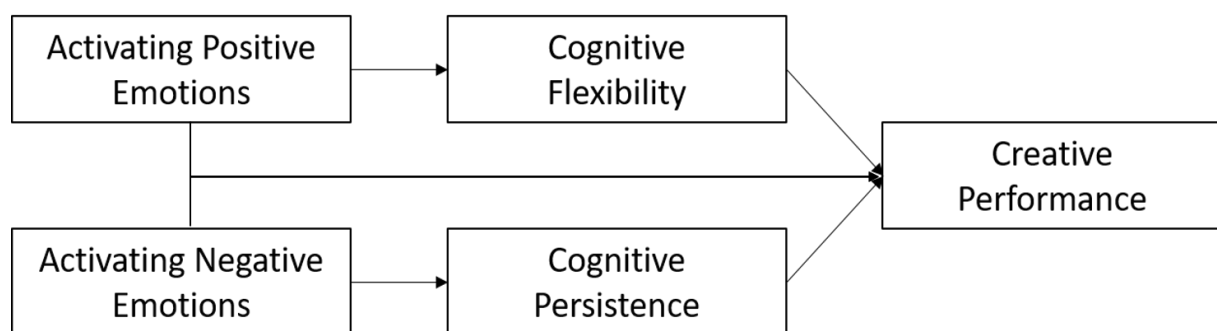 Activating Positive
Emotions
Cognitive
Flexibility
Creative
Performance
Activating Negative
Emotions
Cognitive
Persistence